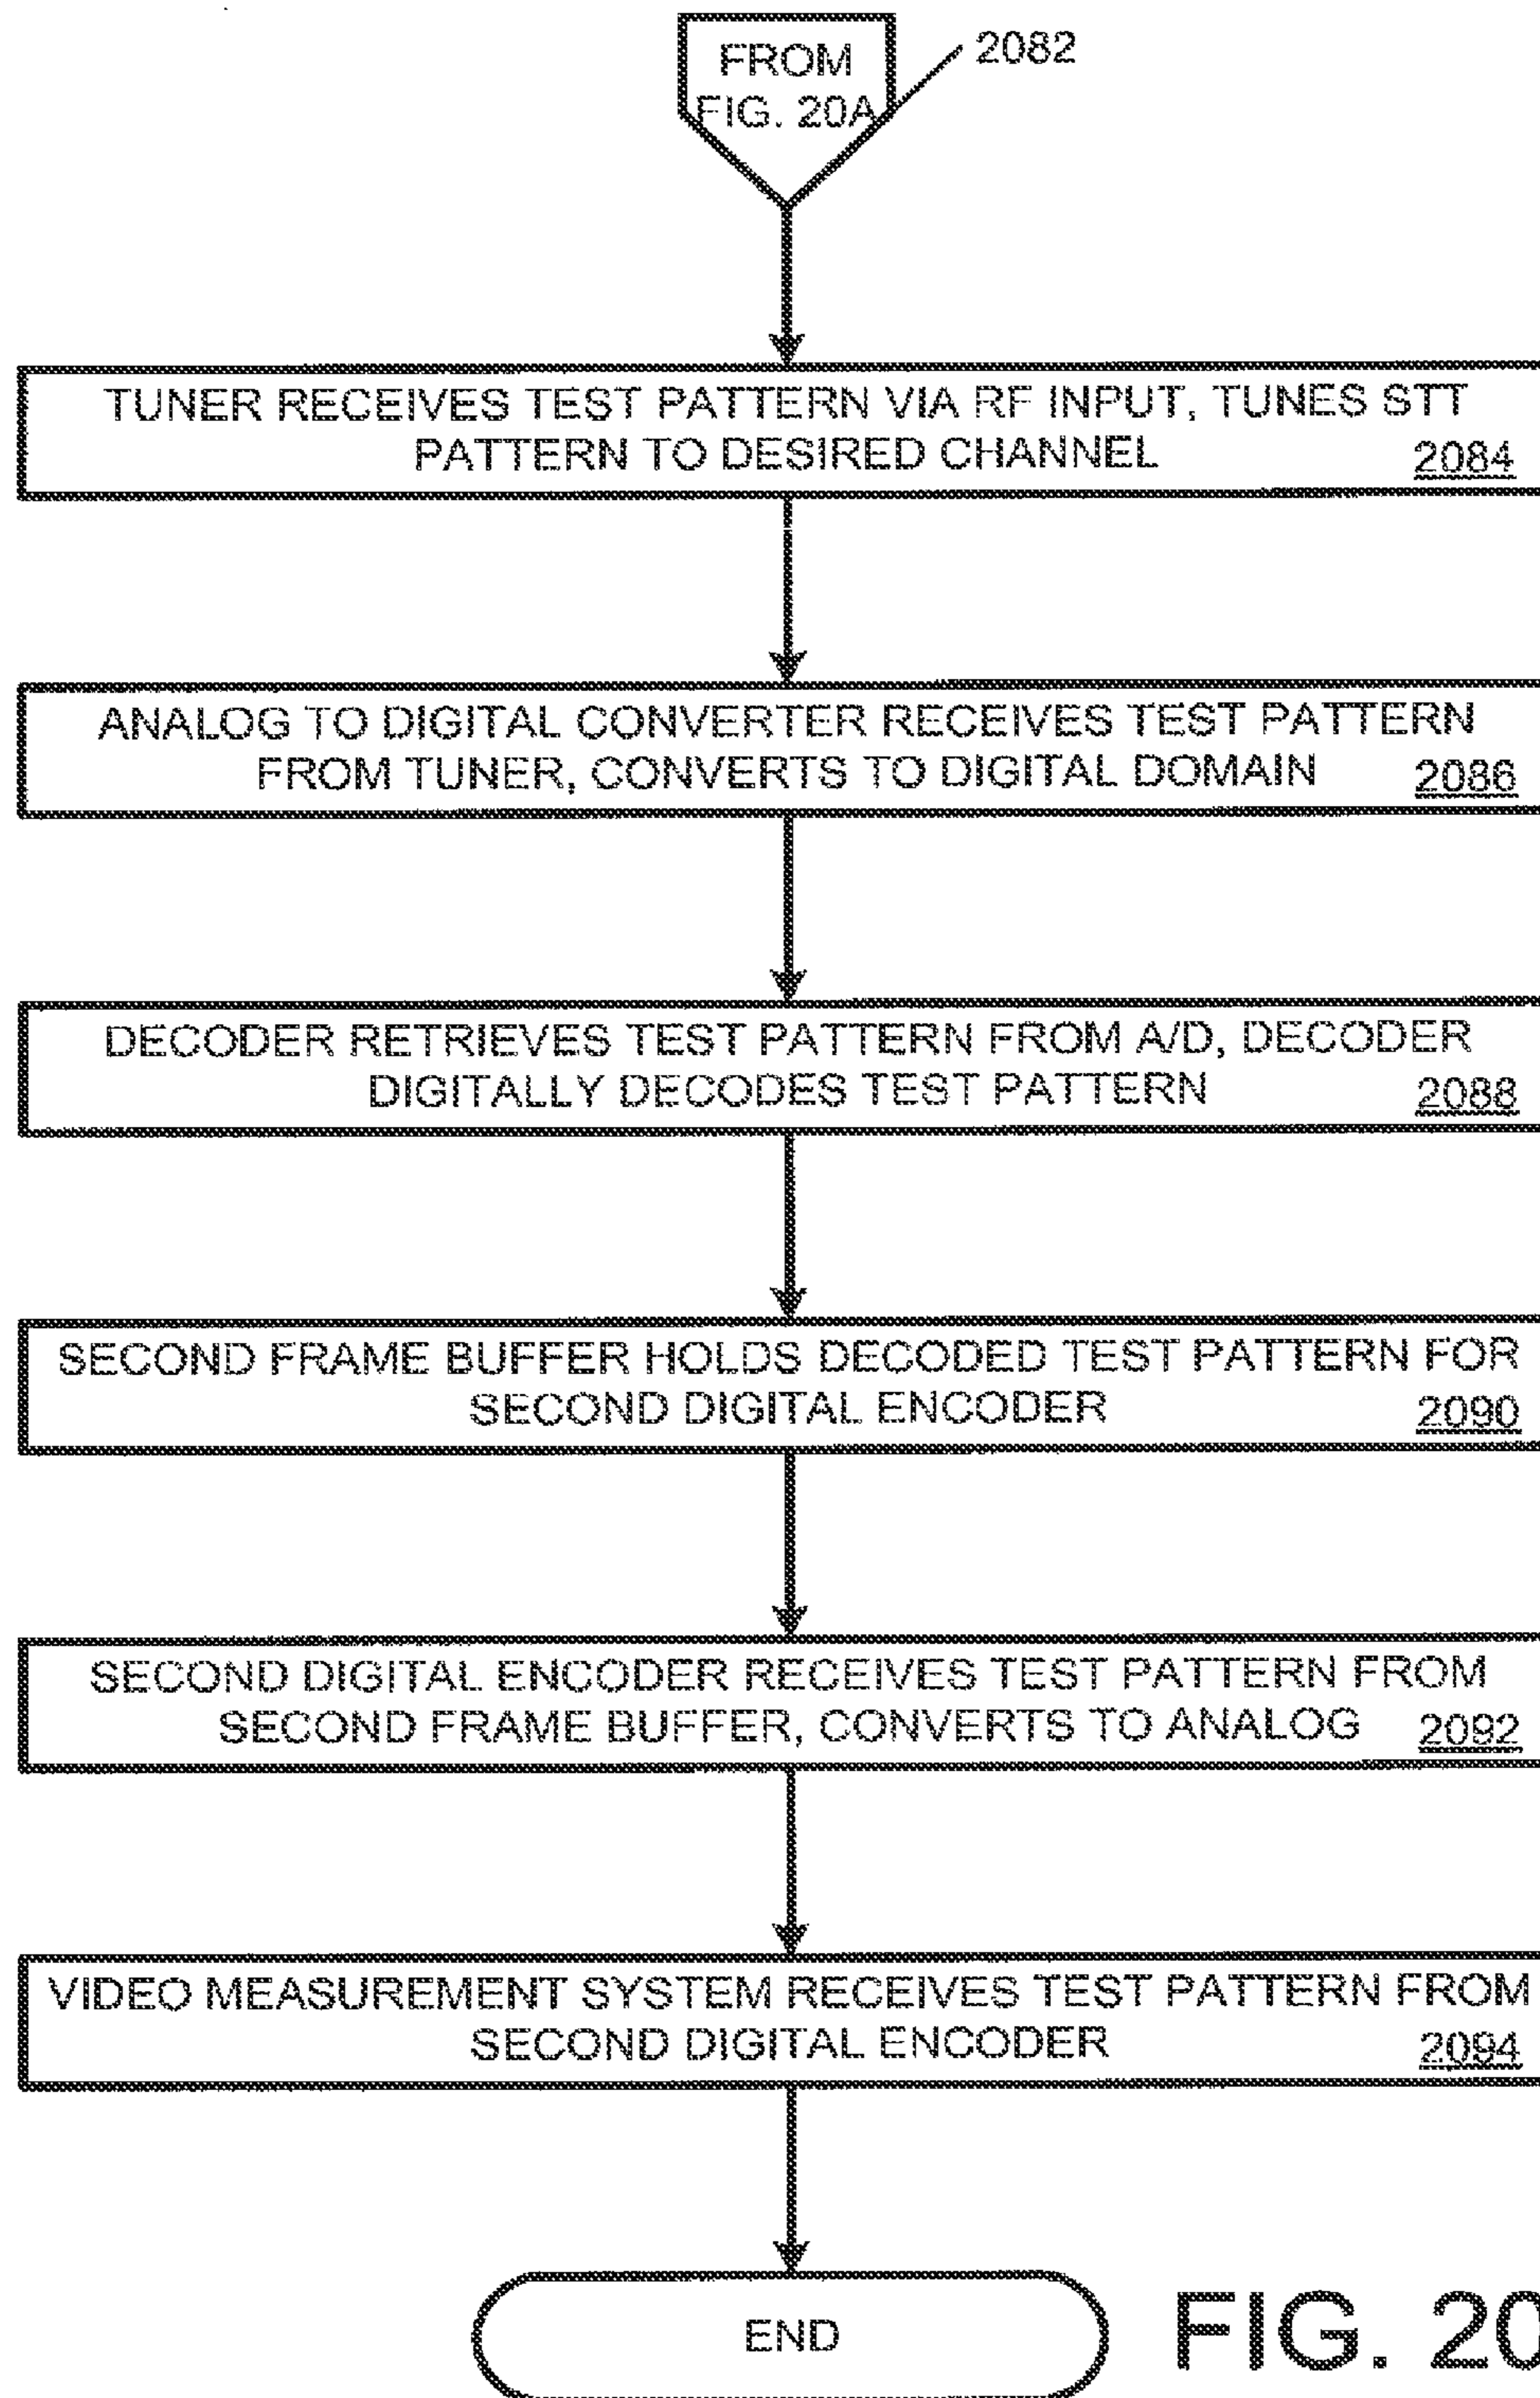 FROM
FIG. 20A
2082
TUNER RECEIVES TEST PATTERN VIA RF INPUT, TUNES STT
PATTERN TO DESIRED CHANNEL
2084
ANALOG TO DIGITAL CONVERTER RECEIVES TEST PATTERN
FROM TUNER, CONVERTS TO DIGITAL DOMAIN
2086
DECODER RETRIEVES TEST PATTERN FROM A/D, DECODER
DIGITALLY DECODES TEST PATTERN
2088
SECOND FRAME BUFFER HOLDS DECODED TEST PATTERN FOR
SECOND DIGITAL ENCODER
2090
SECOND DIGITAL ENCODER RECEIVES TEST PATTERN FROM
SECOND FRAME BUFFER, CONVERTS TO ANALOG
2092
VIDEO MEASUREMENT SYSTEM RECEIVES TEST PATTERN FROM
SECOND DIGITAL ENCODER
2094
END
FIG. 20